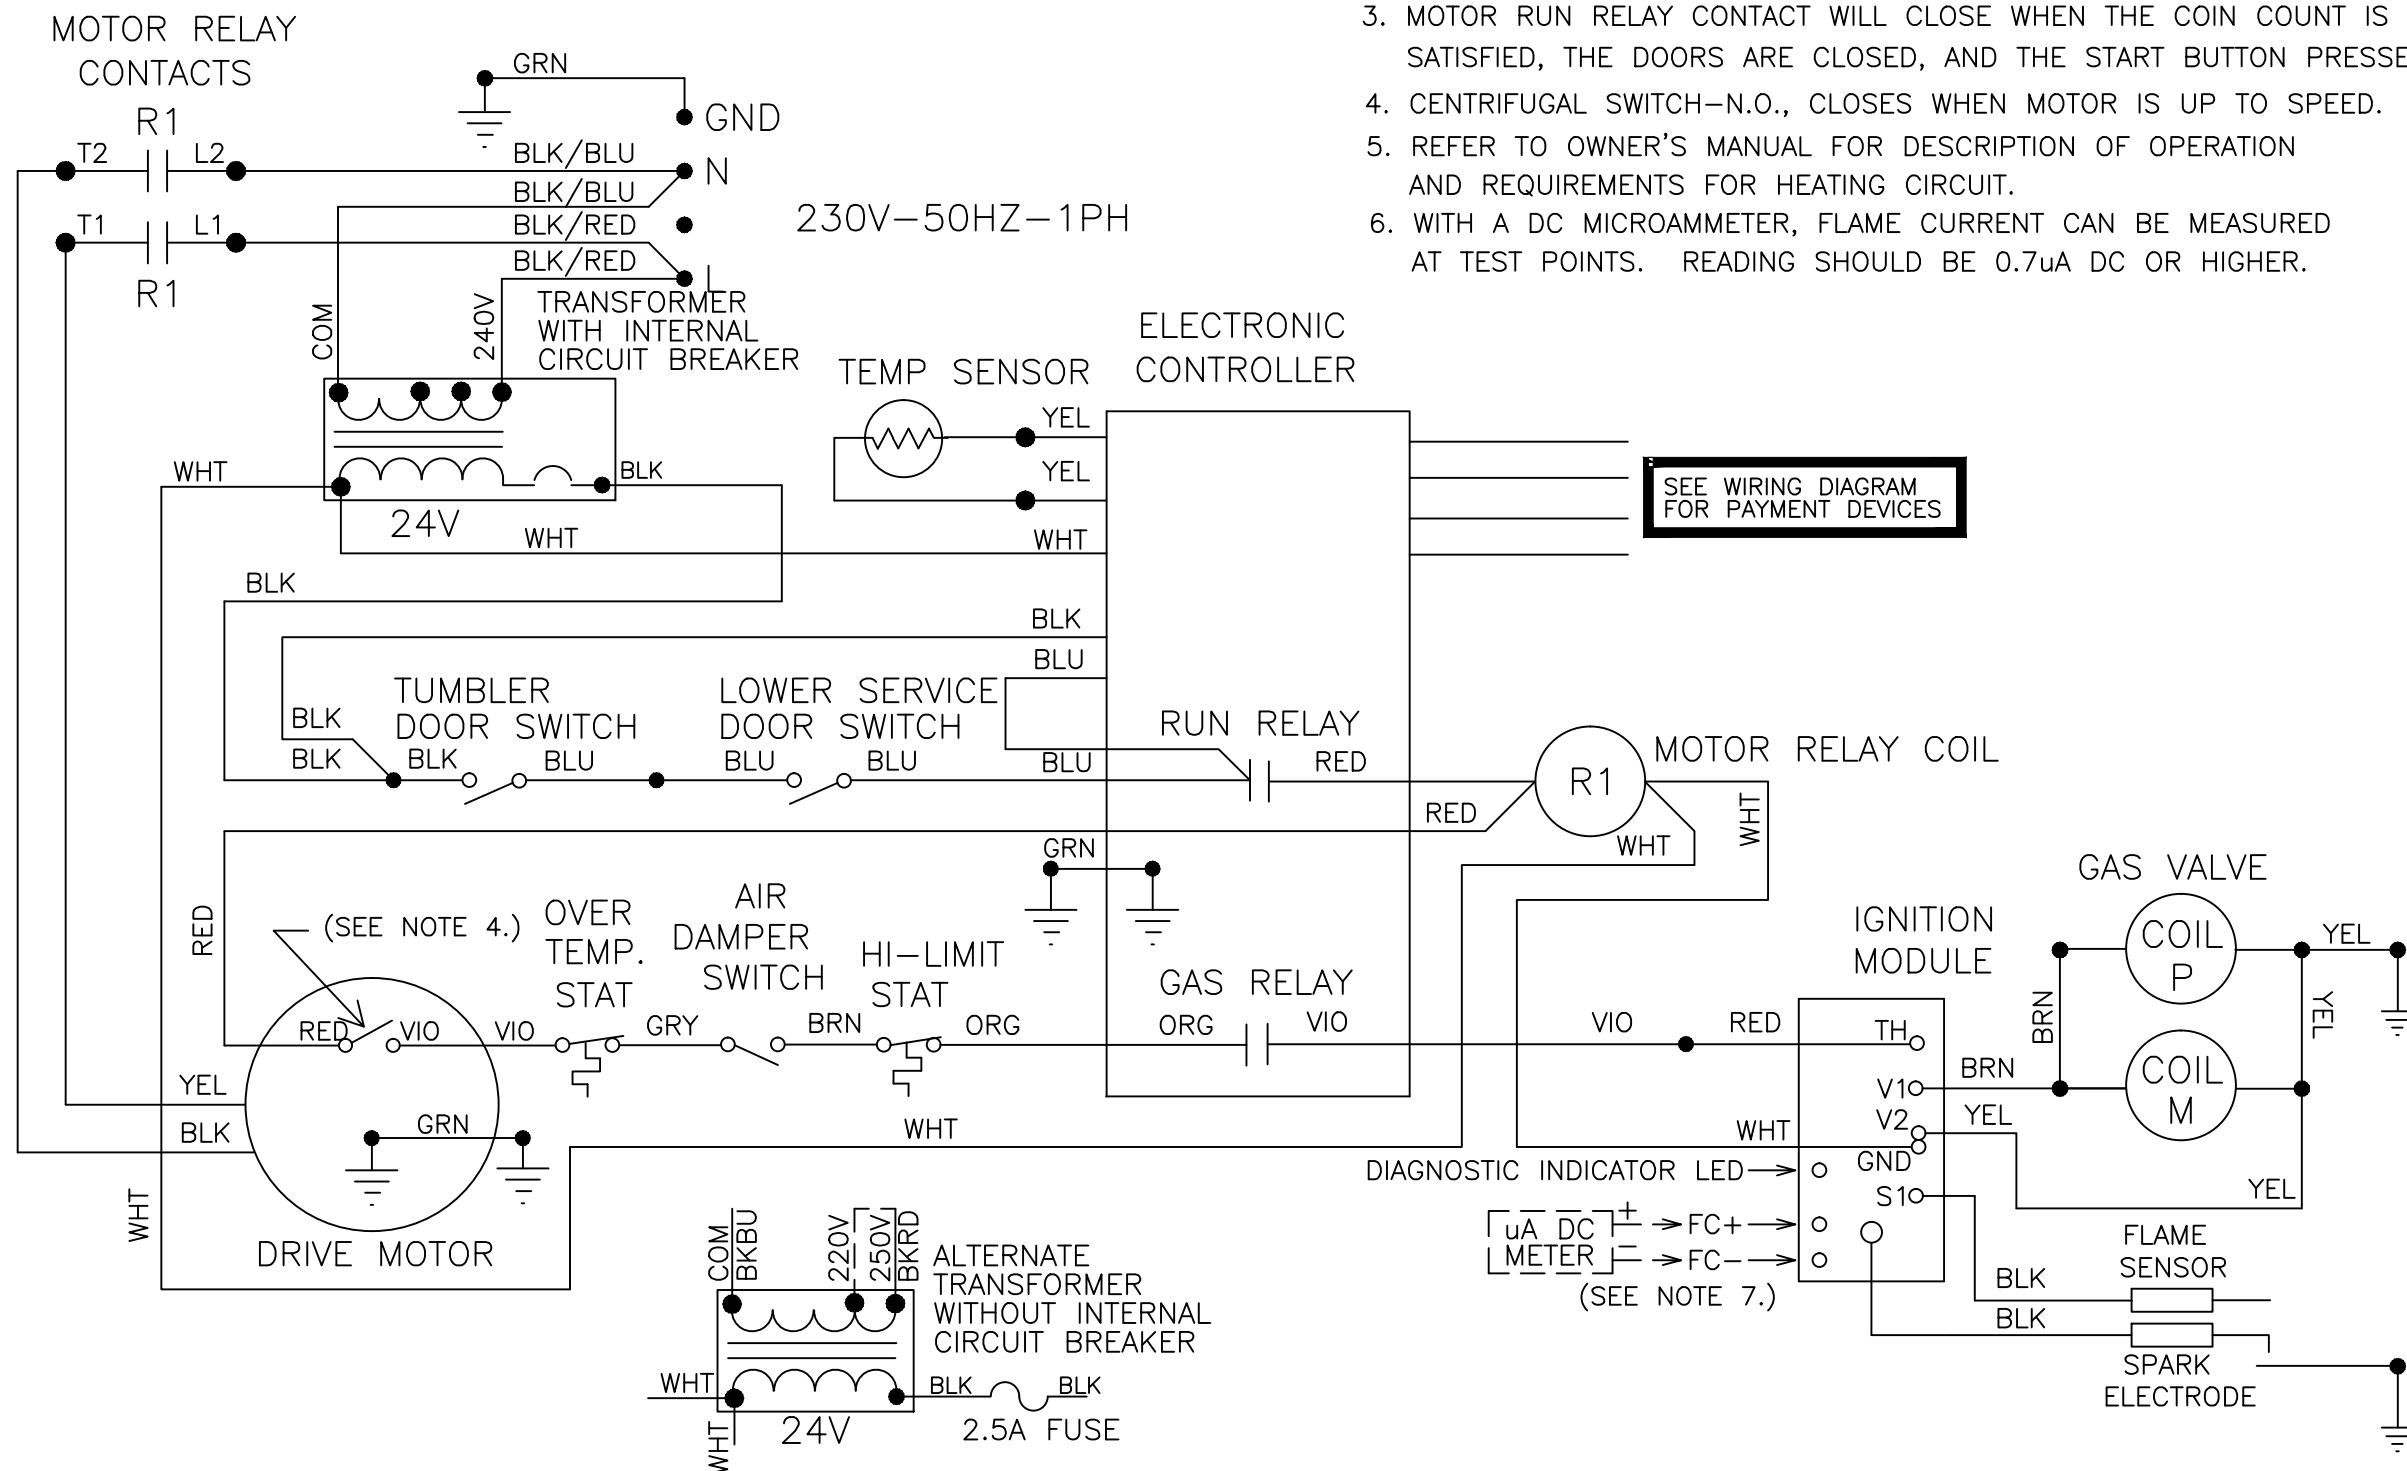 3. MOTOR RUN RELAY CONTACT WILL CLOSE WHEN THE COIN COUNT IS
SATISFIED, THE DOORS ARE CLOSED, AND THE START BUTTON PRESSE
4. CENTRIFUGAL SWITCH-N.O., CLOSES WHEN MOTOR IS UP TO SPEED.
5. REFER TO OWNER'S MANUAL FOR DESCRIPTION OF OPERATION
AND REQUIREMENTS FOR HEATING CIRCUIT.
6. WITH A DC MICROAMMETER, FLAME CURRENT CAN BE MEASURED
AT TEST POINTS. READING SHOULD BE 0.7uA DC OR HIGHER.
MOTOR RELAY
CONTACTS
R1
T2
L2
T1
L1
R1
GRN
GND
BLK/BLU
N
BLK/BLU
BLK/RED
BLK/RED
L
230V-50HZ-1PH
COM
240V
TRANSFORMER
WITH INTERNAL
CIRCUIT BREAKER
WHT
BLK
24V
WHT
WHT
TEMP SENSOR
YEL
YEL
ELECTRONIC
CONTROLLER
SEE WIRING DIAGRAM
FOR PAYMENT DEVICES
BLK
BLK
BLU
TUMBLER
DOOR SWITCH
LOWER SERVICE
DOOR SWITCH
BLK
BLK
BLK
BLU
BLU
BLU
BLU
RUN RELAY
RED
R1
MOTOR RELAY COIL
RED
WHT
WHT
GRN
RED
(SEE NOTE 4.)
OVER
TEMP.
STAT
AIR
DAMPER
SWITCH
HI-LIMIT
STAT
RED
VIO
VIO
GRY
BRN
ORG
GAS RELAY
ORG
VIO
VIO
RED
YEL
BLK
GRN
WHT
DRIVE MOTOR
WHT
IGNITION
MODULE
TH
V1
V2
GND
S1
WHT
GAS VALVE
COIL
P
COIL
M
BRN
BRN
YEL
YEL
YEL
YEL
DIAGNOSTIC INDICATOR LED
uA DC
METER
+
-
FC+
FC-
(SEE NOTE 7.)
FLAME
SENSOR
BLK
BLK
SPARK
ELECTRODE
COM
BKBU
220V
250V
BKRD
ALTERNATE
TRANSFORMER
WITHOUT INTERNAL
CIRCUIT BREAKER
WHT
WHT
24V
BLK
BLK
2.5A FUSE